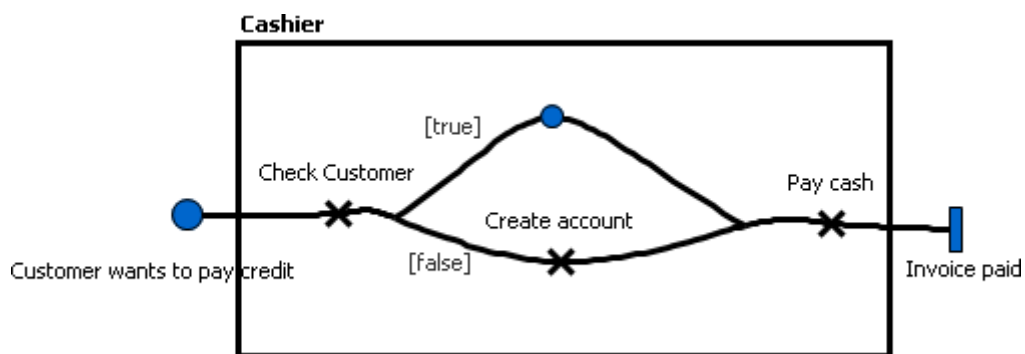 Cashier
[true]
Check Customer
Pay cash
Create account
[false]
Customer wants to pay credit
Invoice paid